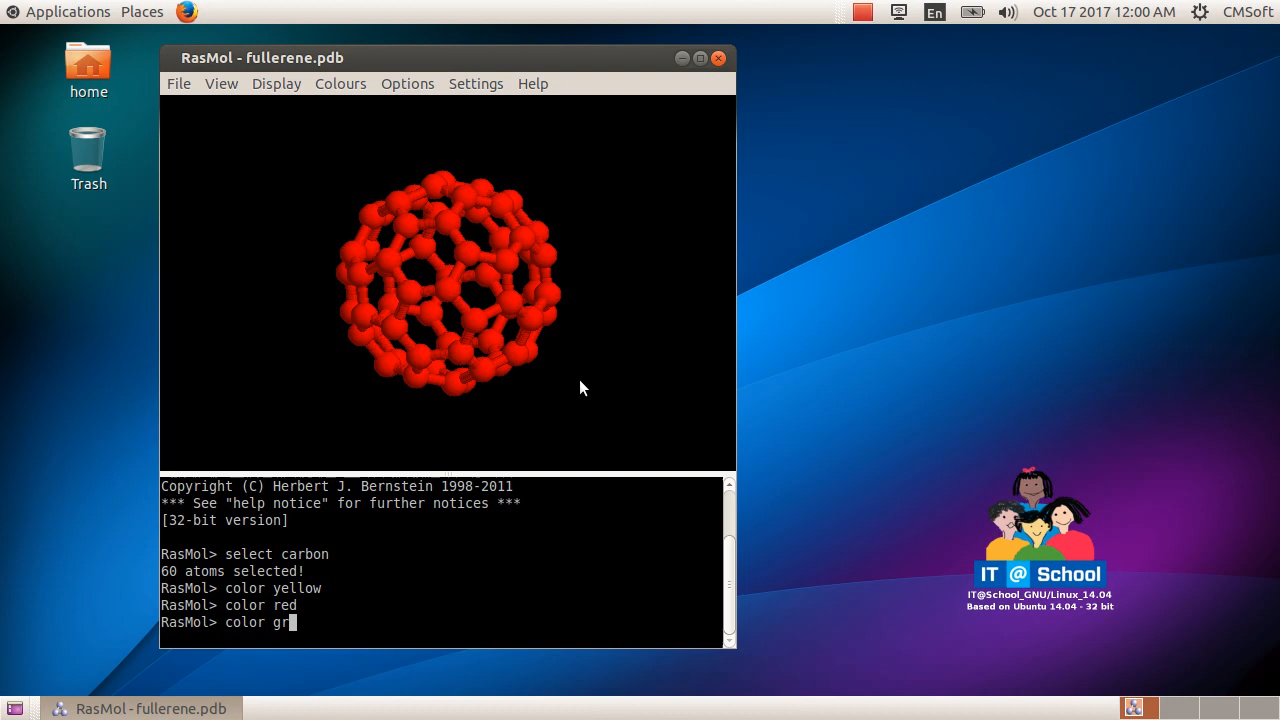 Applications Places
En
Oct 17 2017 12:00 AM
CMSoft
home
Trash
RasMol - fullerene.pdb
File View Display Colours Options Settings Help
Copyright (C) Herbert J. Bernstein 1998-2011
*** See "help notice" for further notices ***
[32-bit version]
RasMol> select carbon
60 atoms selected!
RasMol> color yellow
RasMol> color red
RasMol> color gr
IT @ School
IT@School_GNU/Linux_14.04
Based on Ubuntu 14.04 - 32 bit
RasMol - fullerene.pdb